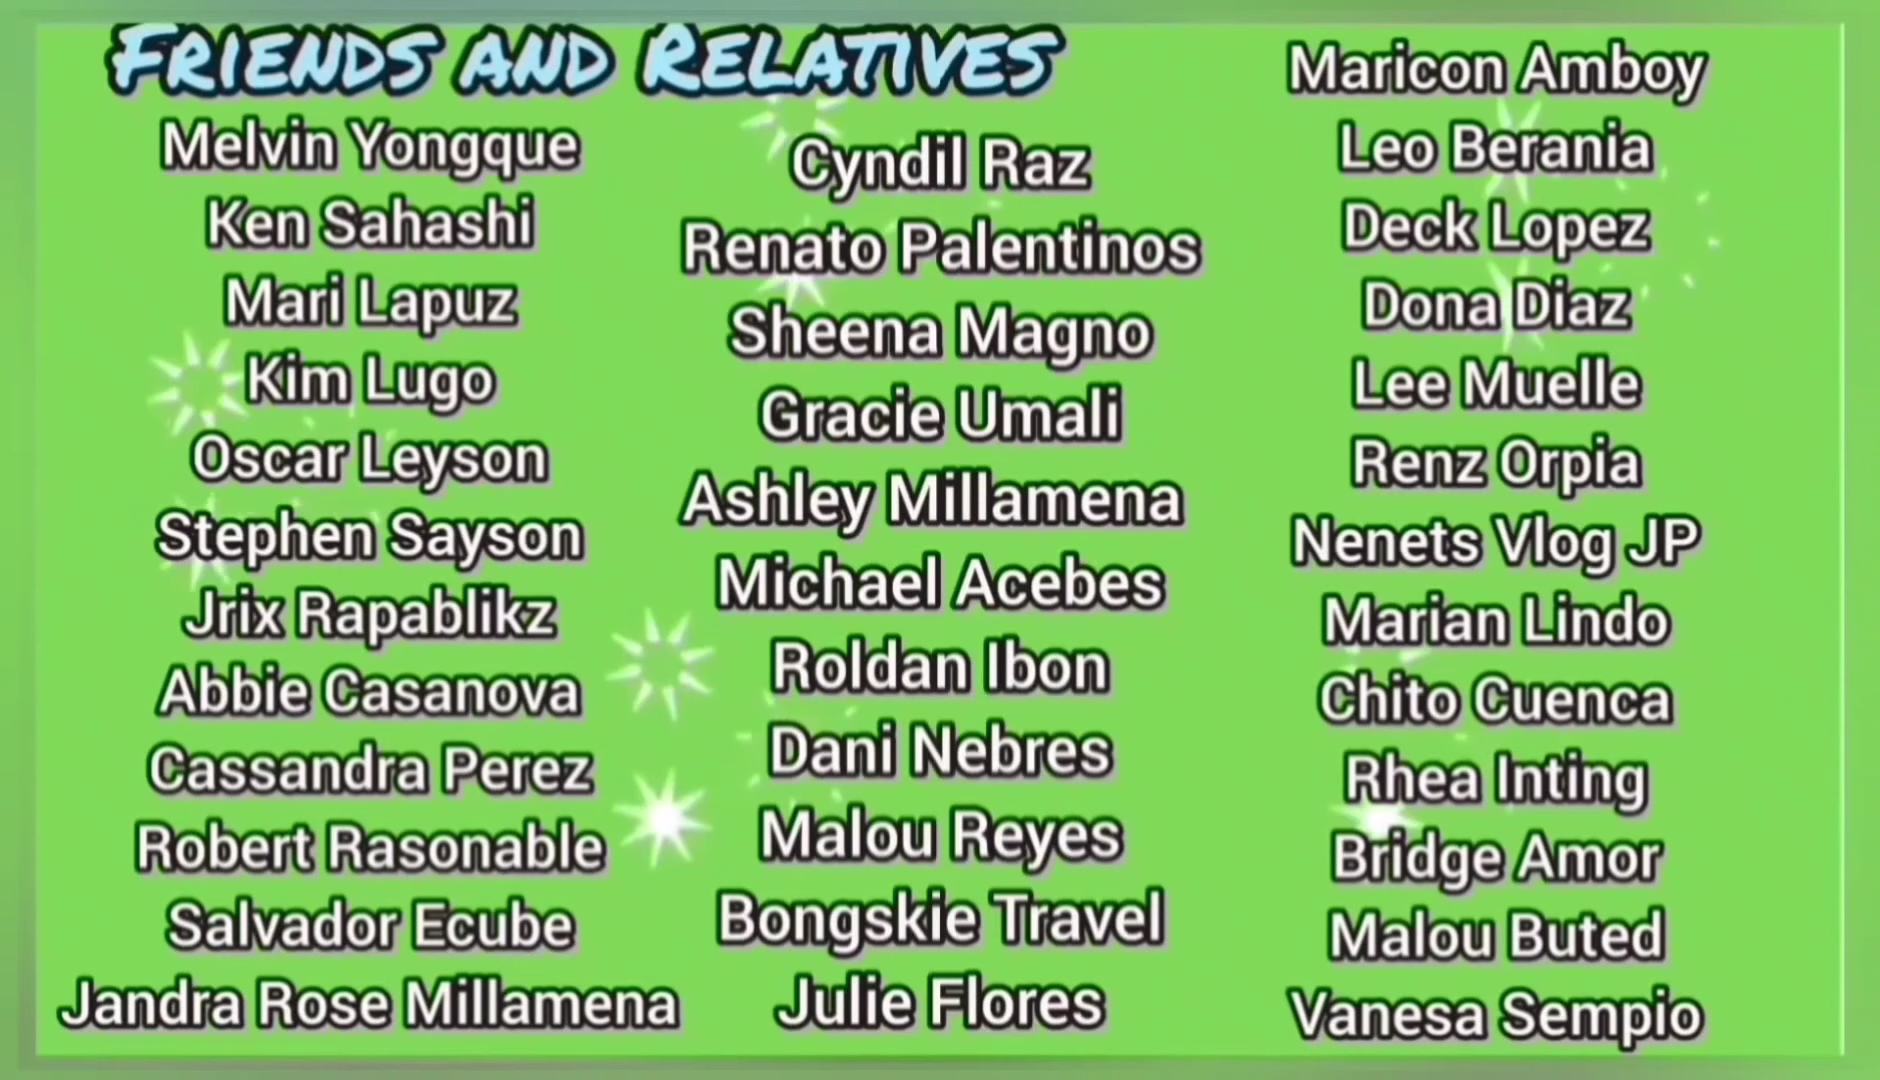 Friends and Relatives
Melvin Yongque
Ken Sahashi
Mari Lapuz
Kim Lugo
Oscar Leyson
Stephen Sayson
Jrix Rapablikz
Abbie Casanova
Cassandra Perez
Robert Rasonable
Salvador Ecube
Jandra Rose Millamena
Cyndil Raz
Renato Palentinos
Sheena Magno
Gracie Umali
Ashley Millamena
Michael Acebes
Roldan Ibon
Dani Nebres
Malou Reyes
Bongskie Travel
Julie Flores
Maricon Amboy
Leo Berania
Deck Lopez
Dona Diaz
Lee Muelle
Renz Orpia
Nenets Vlog JP
Marian Lindo
Chito Cuenca
Rhea Inting
Bridge Amor
Malou Buted
Vanesa Sempio